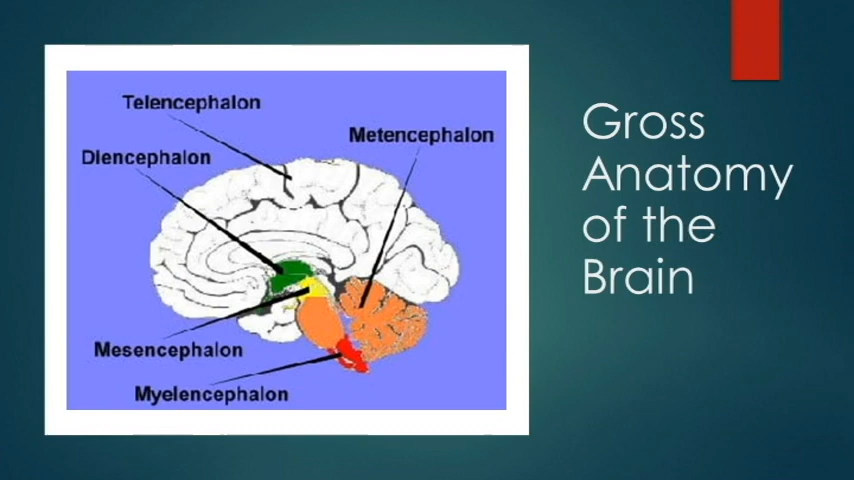 Telencephalon
Metencephalon
Diencephalon
Mesencephalon
Myelencephalon
Gross
Anatomy
of the
Brain